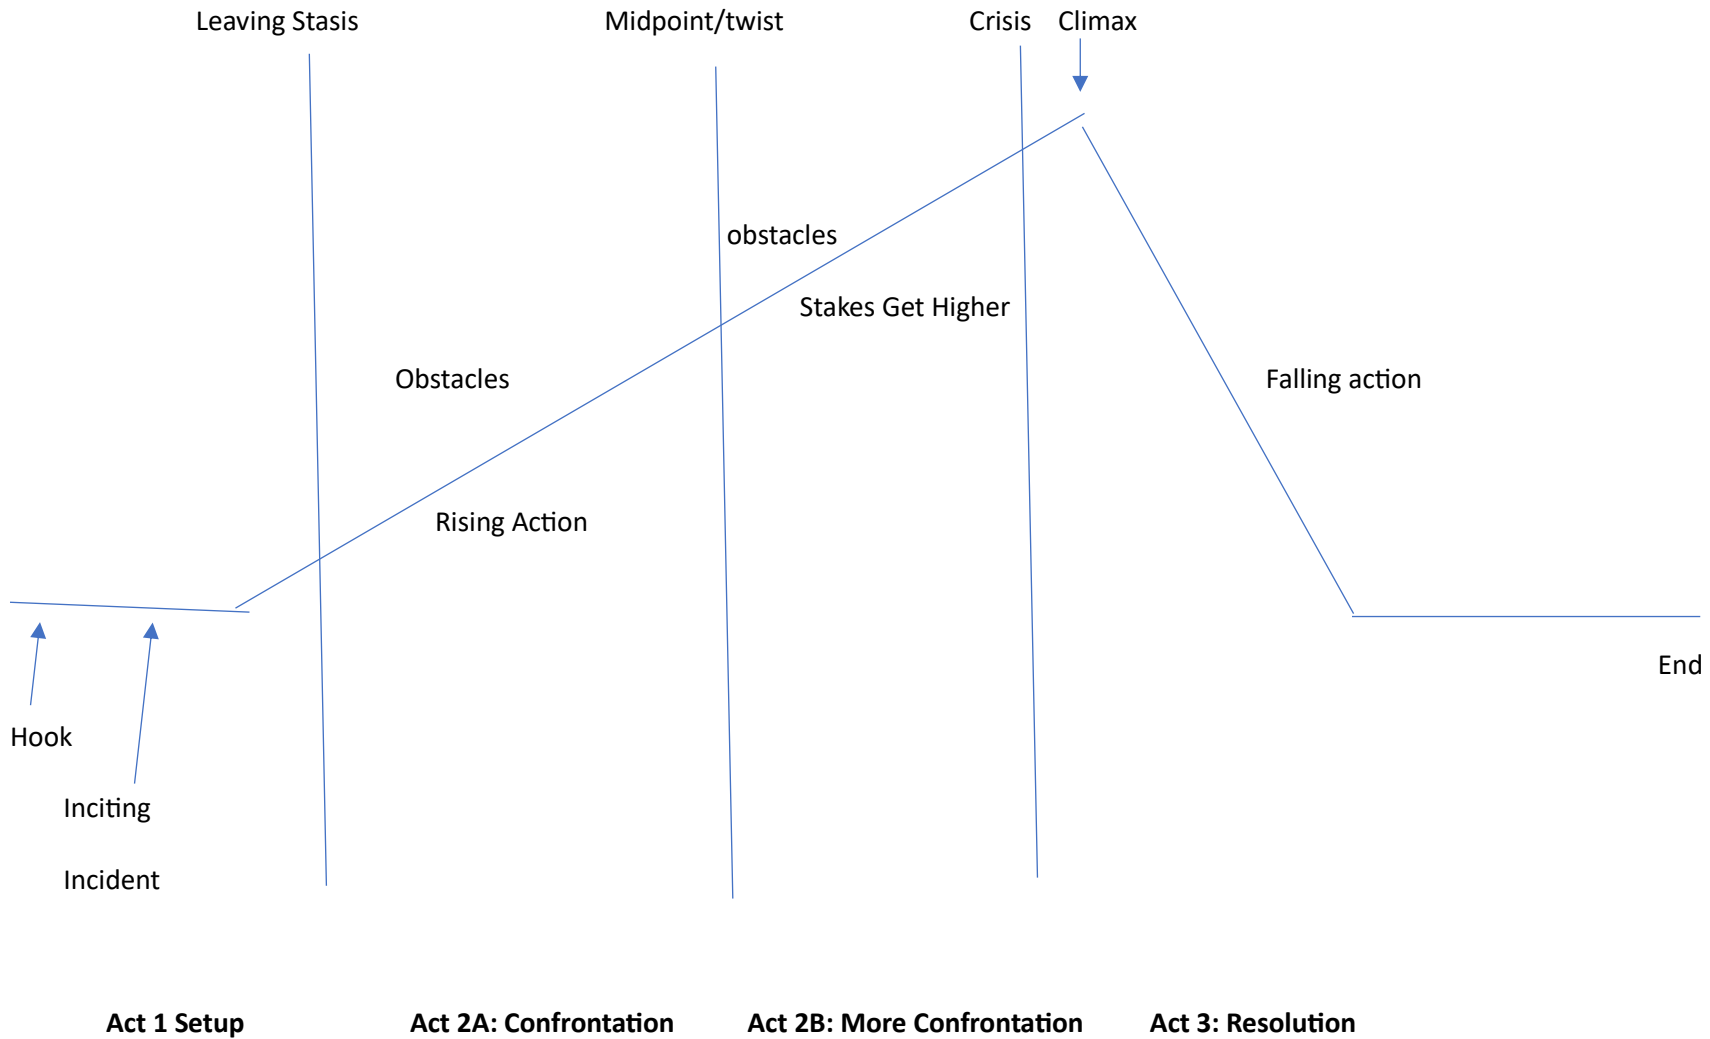 Leaving Stasis
Midpoint/twist
Crisis
Climax
obstacles
Stakes Get Higher
Obstacles
Falling action
Rising Action
End
Hook
Inciting
Incident
Act 1 Setup
Act 2A: Confrontation
Act 2B: More Confrontation
Act 3: Resolution